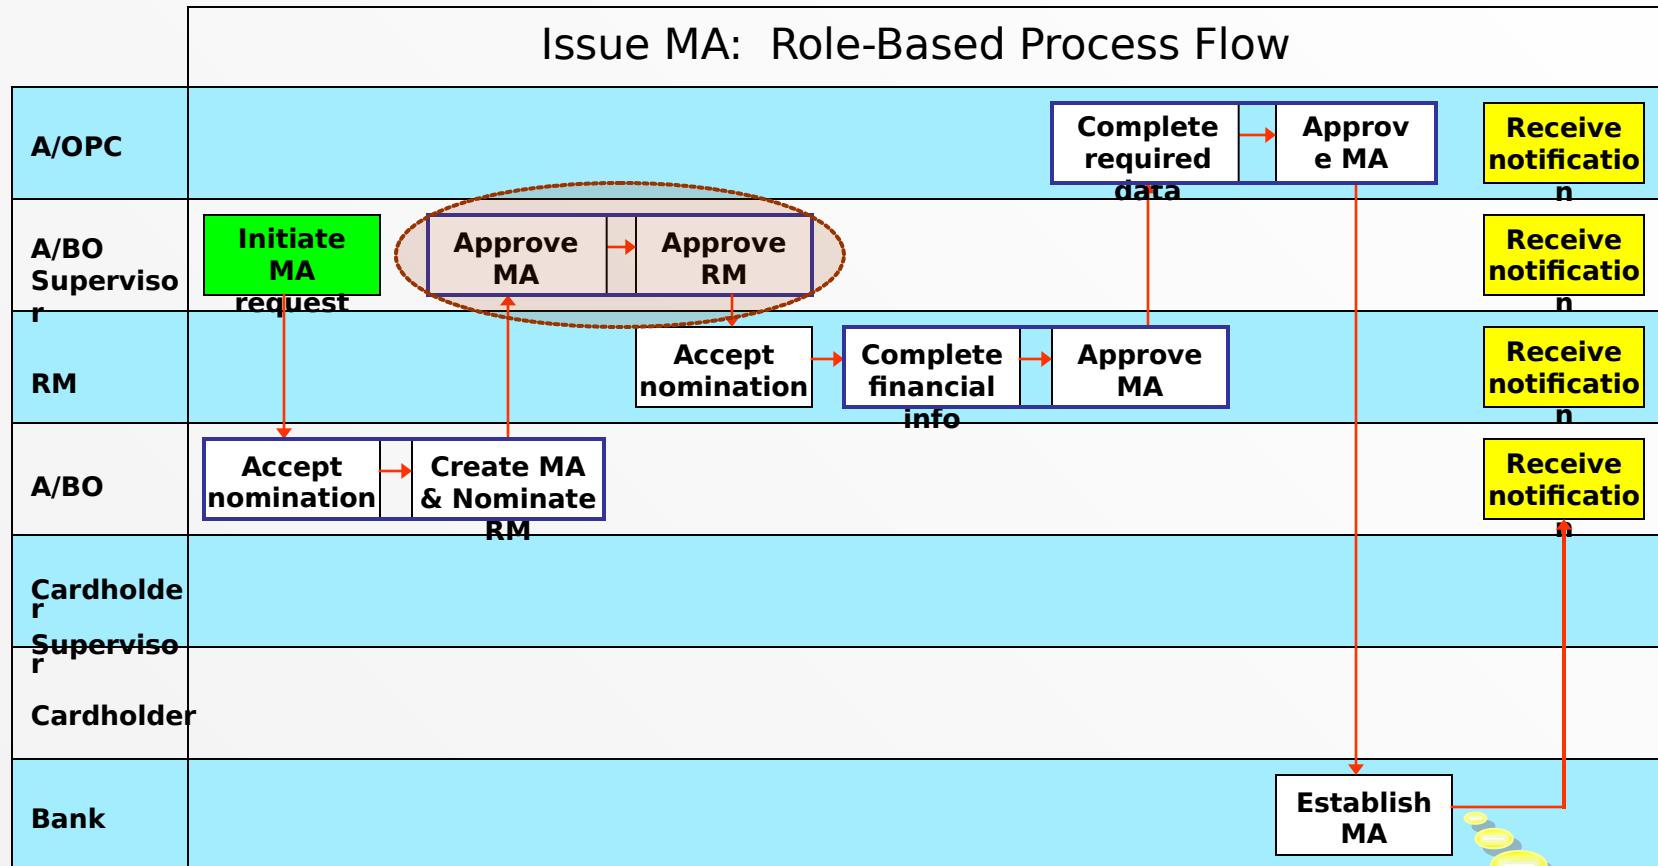 Issue MA:  Role-Based Process Flow
A/OPC
Complete
required
data
Approv
e MA
Receive
notificatio
n
A/BO
Superviso
r
Initiate
MA
request
Approve
MA
Approve
RM
Receive
notificatio
n
RM
Accept
nomination
Complete
financial
info
Approve
MA
Receive
notificatio
n
A/BO
Accept
nomination
Create MA
& Nominate
RM
Receive
notificatio
n
Cardholde
r
Superviso
r
Cardholder
Bank
Establish
MA